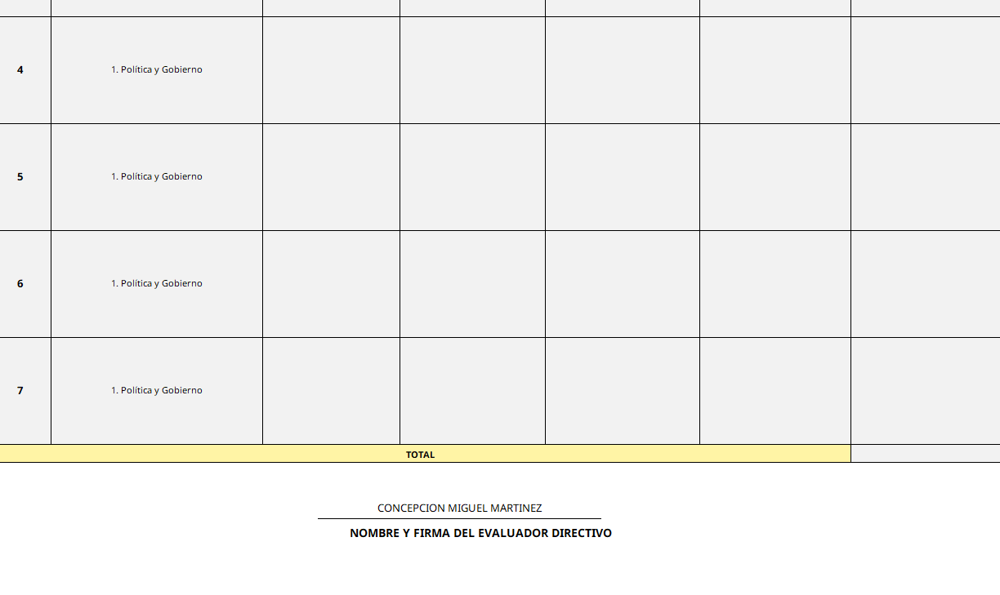 4 1. Política y Gobierno
5 1. Política y Gobierno
6 1. Política y Gobierno
7 1. Política y Gobierno
TOTAL
CONCEPCION MIGUEL MARTINEZ
NOMBRE Y FIRMA DEL EVALUADOR DIRECTIVO